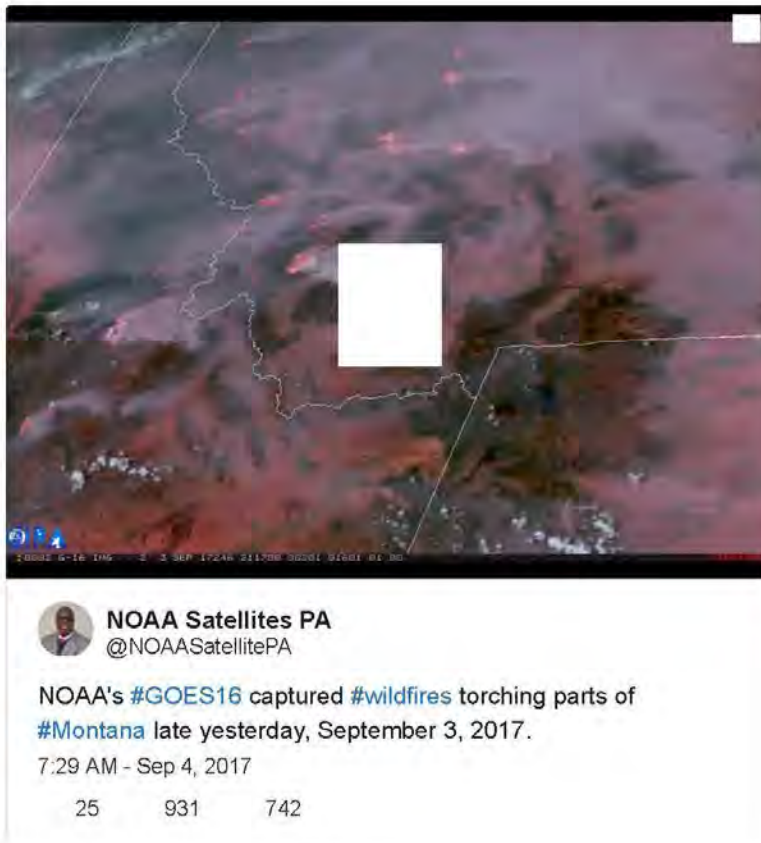 CIRA
NOAA Satellites PA
@NOAASatellitePA
NOAA's #GOES16 captured #wildfires torching parts of
#Montana late yesterday, September 3, 2017.
7:29 AM - Sep 4, 2017
25 931 742